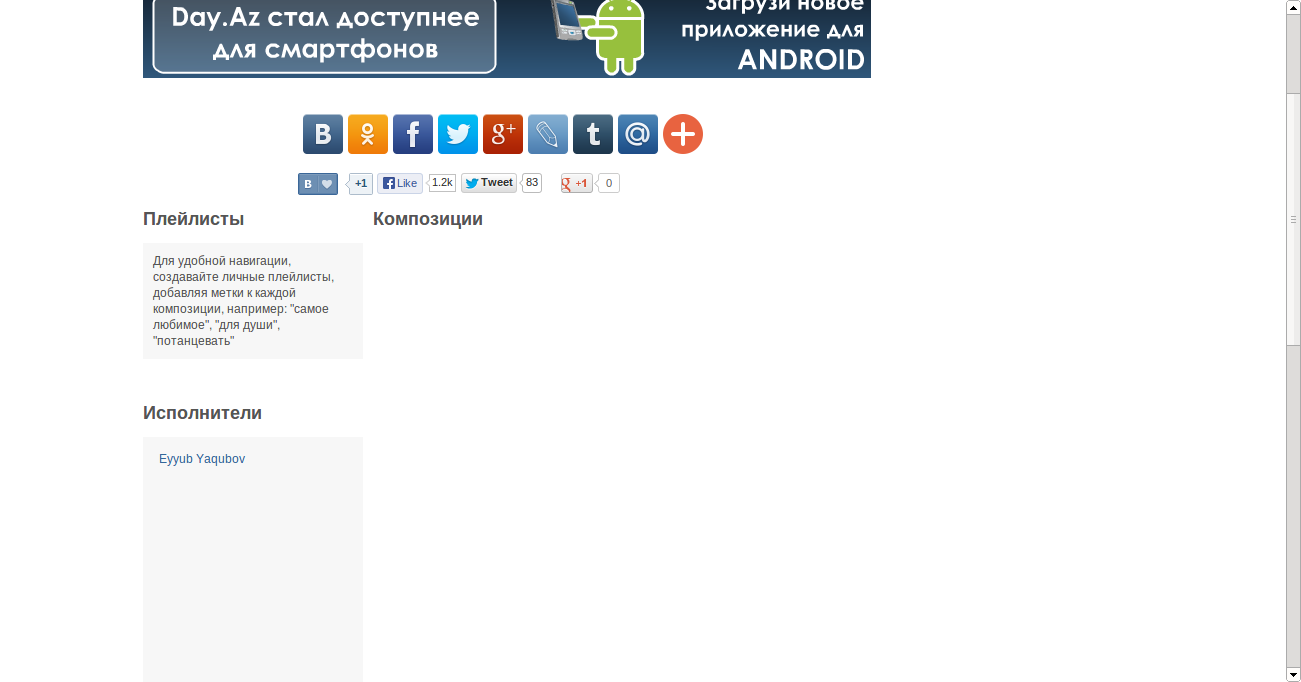 Day.Az стал доступнее
для смартфонов
Загрузи новое
приложение для
ANDROID
B f g+ t @
B +1 Like 1.2k Tweet 83 g +1 0
Плейлисты
Композиции
Для удобной навигации,
создавайте личные плейлисты,
добавляя метки к каждой
композиции, например: "самое
любимое", "для души",
"потанцевать"
Исполнители
Eyyub Yaqubov